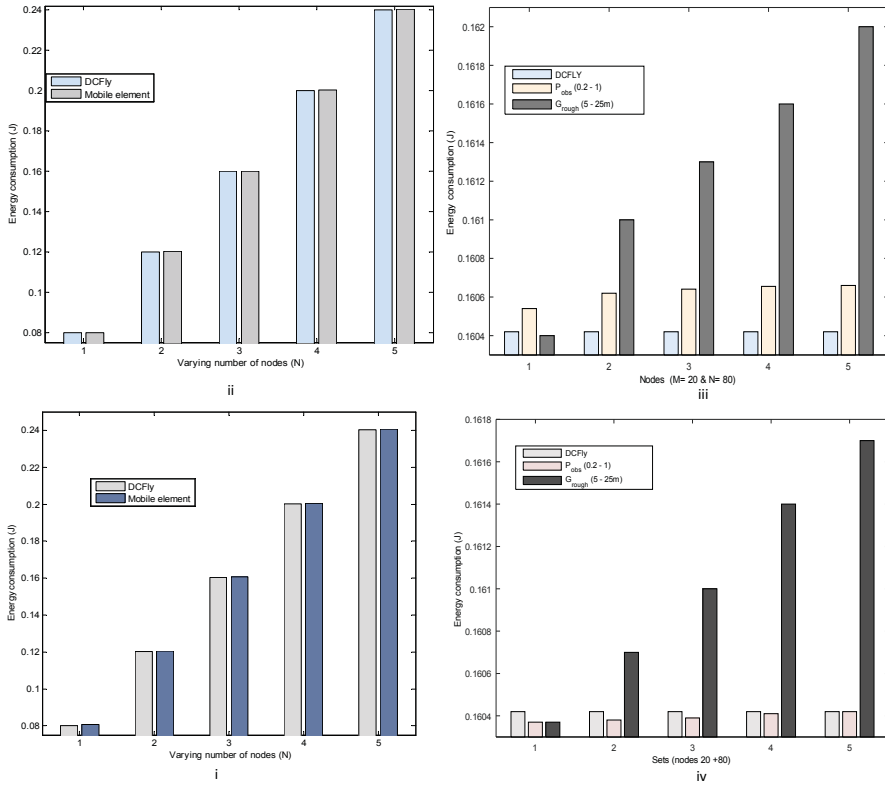 0.24
0.22
0.2
0.18
0.16
0.14
0.12
0.1
0.08
Energy consumption (J)
DCFly
Mobile element
1 2 3 4 5
Varying number of nodes (N)
ii
0.162
0.1618
0.1616
0.1614
0.1612
0.161
0.1608
0.1606
0.1604
Energy consumption (J)
DCFLY
P_obs (0.2 - 1)
G_rough (5 - 25m)
1 2 3 4 5
Nodes (M= 20 & N= 80)
iii
0.24
0.22
0.2
0.18
0.16
0.14
0.12
0.1
0.08
Energy consumption (J)
DCFly
Mobile element
1 2 3 4 5
Varying number of nodes (N)
i
0.1618
0.1616
0.1614
0.1612
0.161
0.1608
0.1606
0.1604
Energy consumption (J)
DCFly
P_obs (0.2 - 1)
G_rough (5 - 25m)
1 2 3 4 5
Sets (nodes 20 +80)
iv